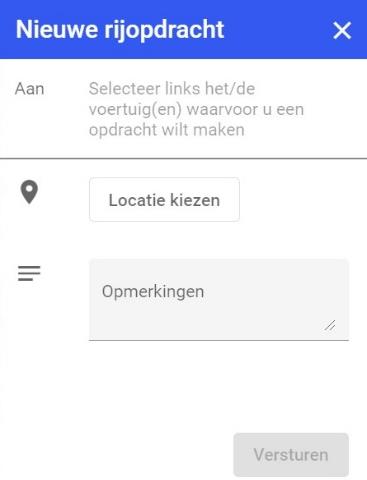 Nieuwe rijopdracht
Aan
Selecteer links het/de
voertuig(en) waarvoor u een
opdracht wilt maken
Locatie kiezen
Opmerkingen
Versturen